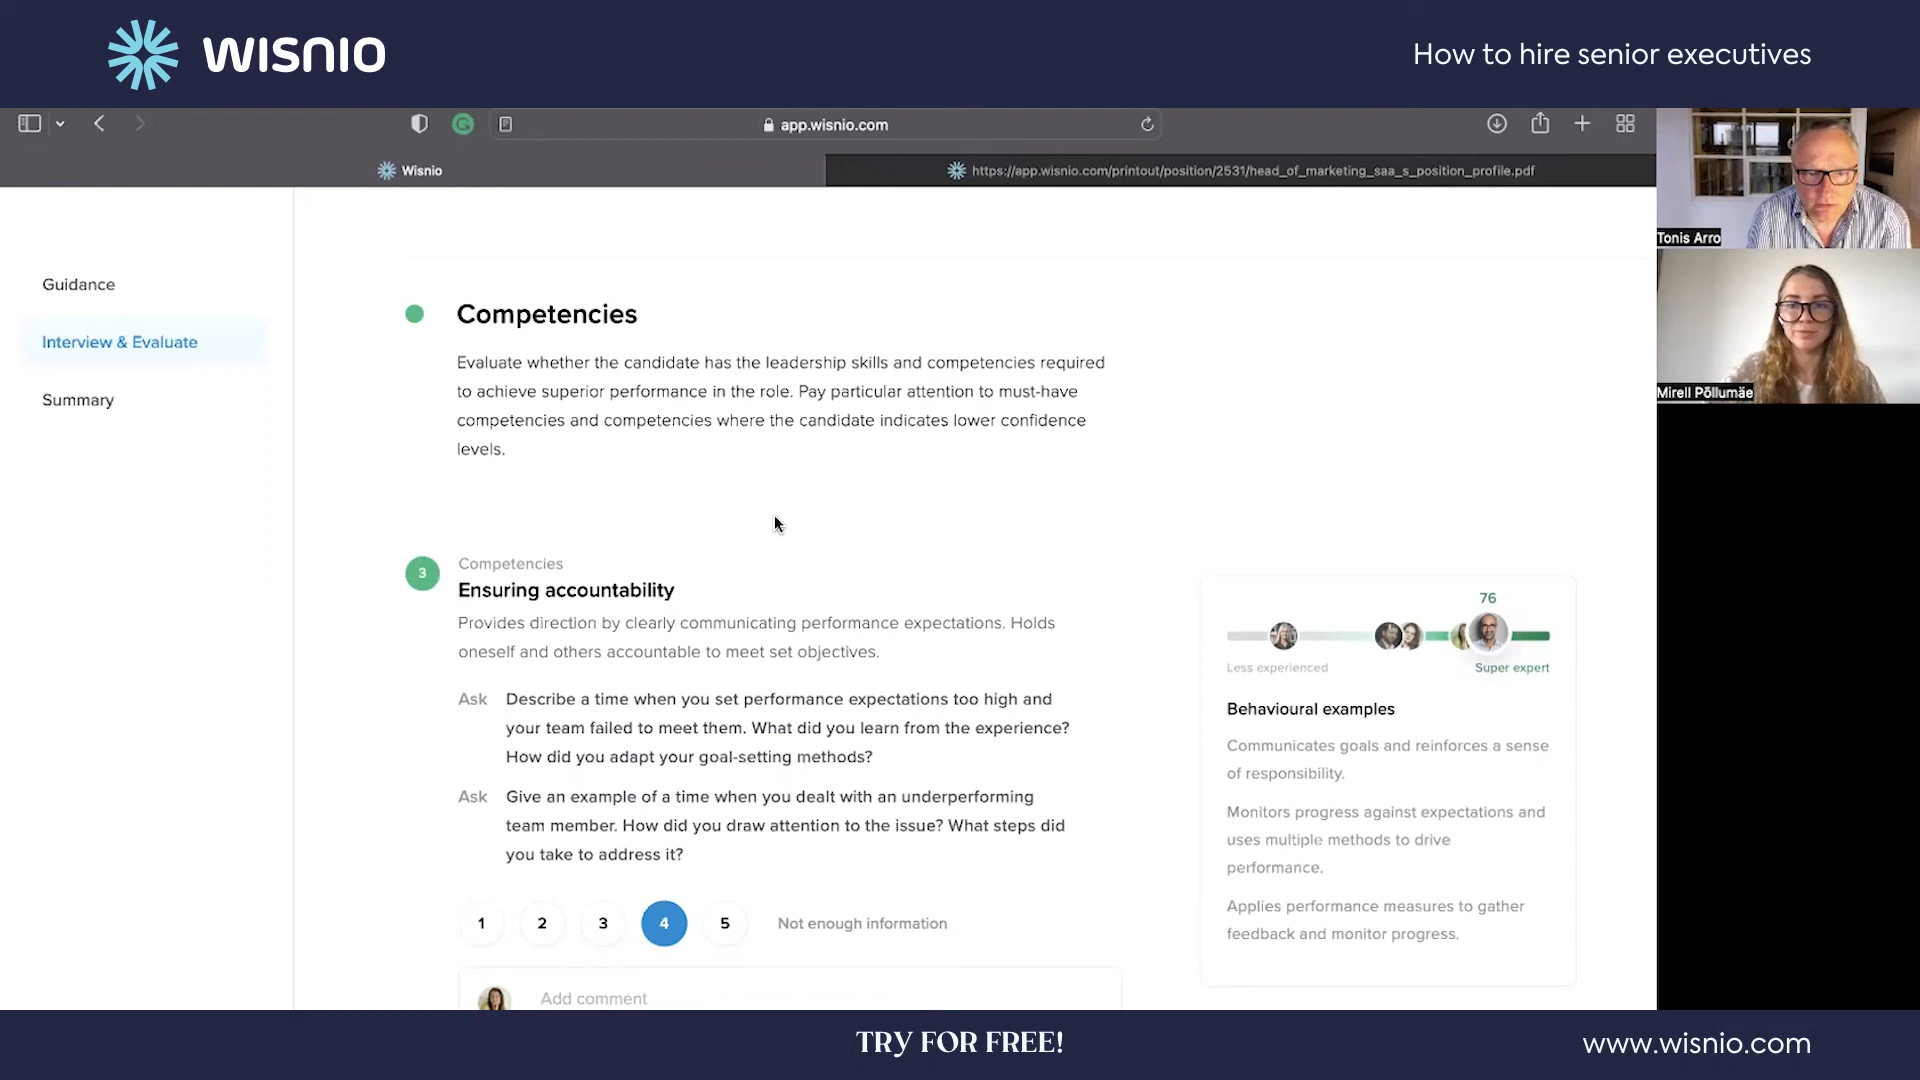 WISNIO
How to hire senior executives
app.wisnio.com
Wisnio
https://app.wisnio.com/printout/position/2531/head_of_marketing_saa_s_position_profile.pdf
Tonis Arro
Mirell Põllumäe
Guidance
Interview & Evaluate
Summary
Competencies
Evaluate whether the candidate has the leadership skills and competencies required
to achieve superior performance in the role. Pay particular attention to must-have
competencies and competencies where the candidate indicates lower confidence
levels.
3
Competencies
Ensuring accountability
Provides direction by clearly communicating performance expectations. Holds
oneself and others accountable to meet set objectives.
Ask Describe a time when you set performance expectations too high and
your team failed to meet them. What did you learn from the experience?
How did you adapt your goal-setting methods?
Ask Give an example of a time when you dealt with an underperforming
team member. How did you draw attention to the issue? What steps did
you take to address it?
1 2 3 4 5 Not enough information
Add comment
76
Less experienced Super expert
Behavioural examples
Communicates goals and reinforces a sense
of responsibility.
Monitors progress against expectations and
uses multiple methods to drive
performance.
Applies performance measures to gather
feedback and monitor progress.
TRY FOR FREE!
www.wisnio.com